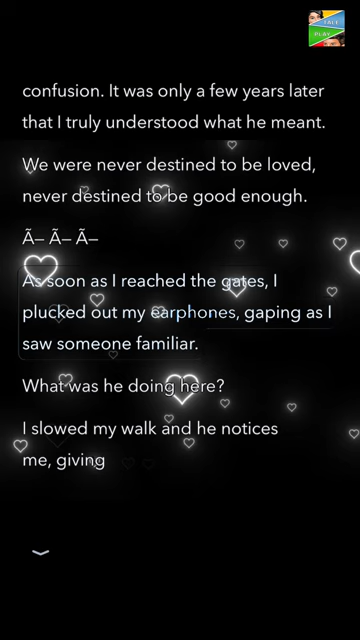 TALE
PLAY
confusion. It was only a few years later
that I truly understood what he meant.
We were never destined to be loved,
never destined to be good enough.
Ã— Ã— Ã—
As soon as I reached the gates, I
plucked out my earphones, gaping as I
saw someone familiar.
What was he doing here?
I slowed my walk and he notices
me, giving